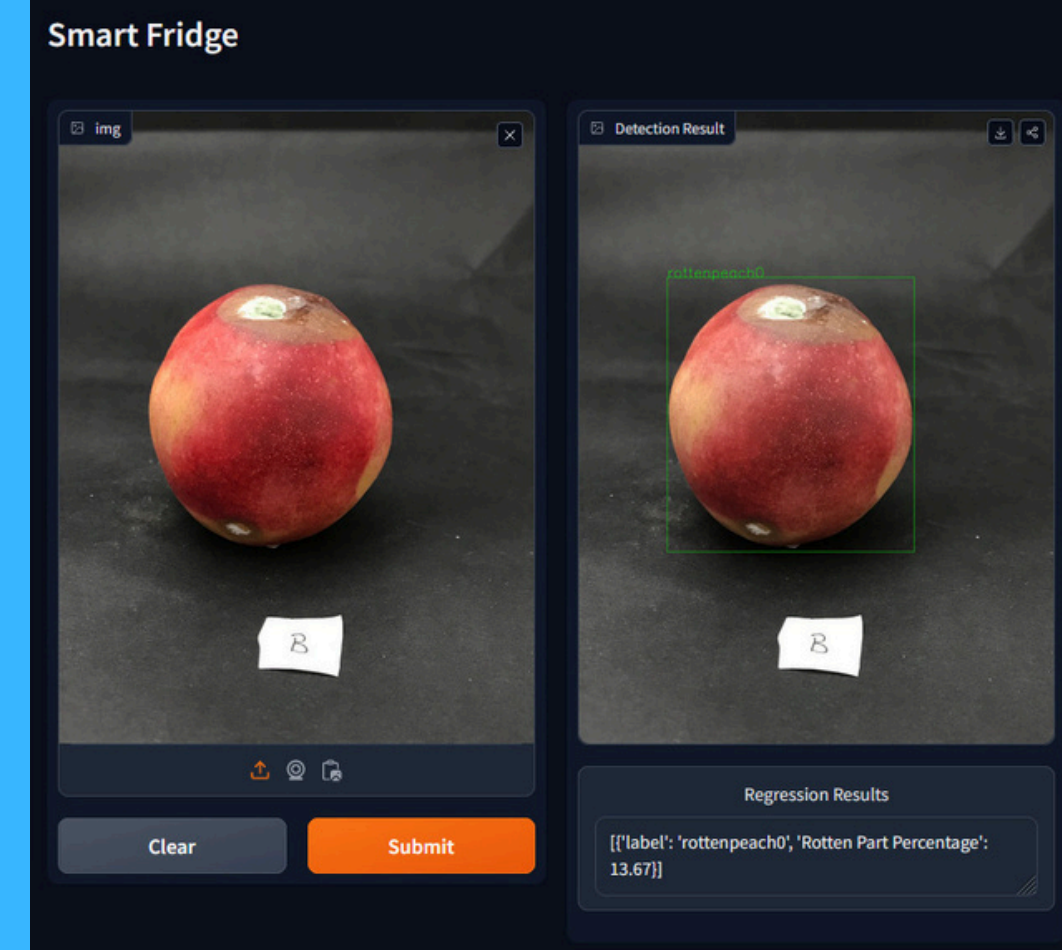 Smart Fridge
img
Detection Result
rottenpeach0
B
B
Clear
Submit
Regression Results
[{'label': 'rottenpeach0', 'Rotten Part Percentage':
13.67}]